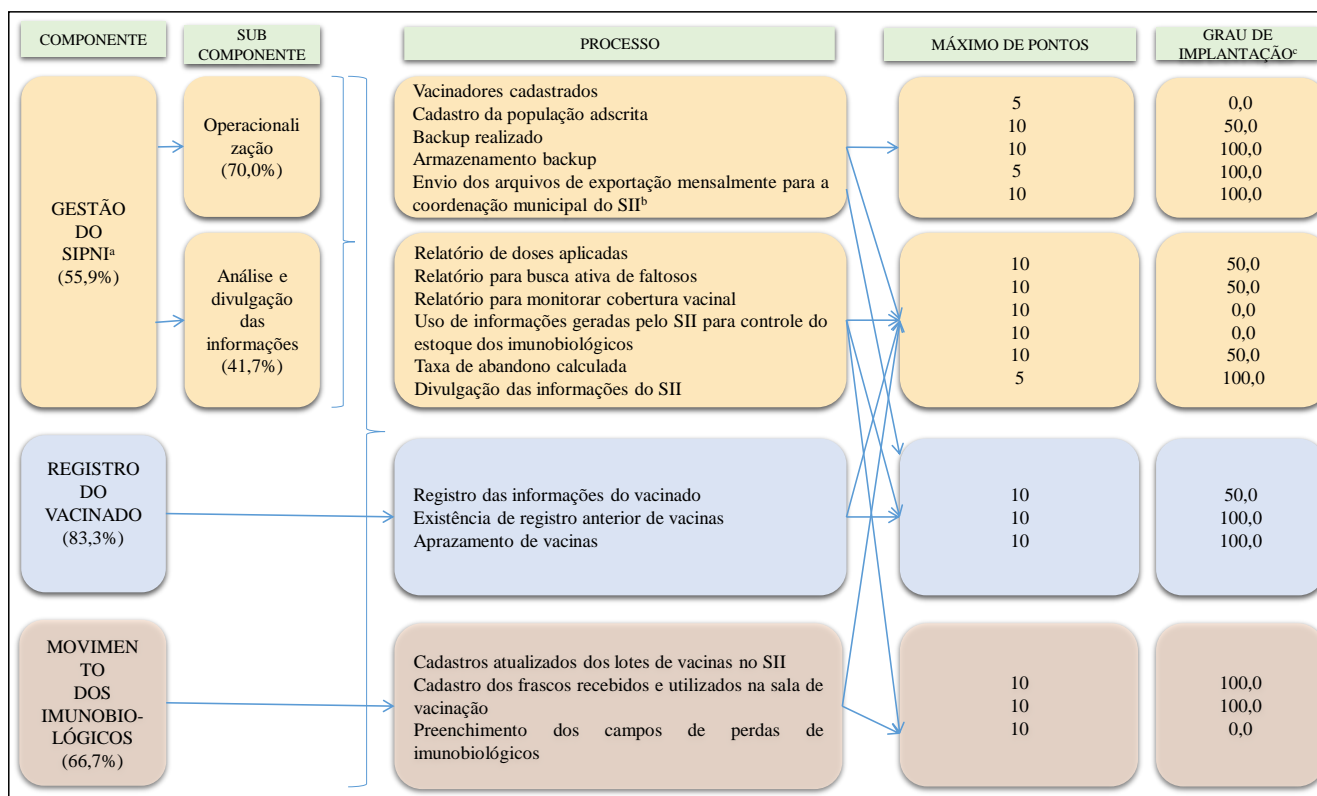 COMPONENTE
SUB
COMPONENTE
PROCESSO
MÁXIMO DE PONTOS
GRAU DE
IMPLANTAÇÃOᶜ
GESTÃO
DO
SIPNIᵃ
(55,9%)
Operacionali
zação
(70,0%)
Vacinadores cadastrados
Cadastro da população adscrita
Backup realizado
Armazenamento backup
Envio dos arquivos de exportação mensalmente para a
coordenação municipal do SIIᵇ
5
10
10
5
10
0,0
50,0
100,0
100,0
100,0
Análise e
divulgação
das
informações
(41,7%)
Relatório de doses aplicadas
Relatório para busca ativa de faltosos
Relatório para monitorar cobertura vacinal
Uso de informações geradas pelo SII para controle do
estoque dos imunobiológicos
Taxa de abandono calculada
Divulgação das informações do SII
10
10
10
10
10
5
50,0
50,0
0,0
0,0
50,0
100,0
REGISTRO
DO
VACINADO
(83,3%)
Registro das informações do vacinado
Existência de registro anterior de vacinas
Aprazamento de vacinas
10
10
10
50,0
100,0
100,0
MOVIMEN
TO
DOS
IMUNOBIO-
LÓGICOS
(66,7%)
Cadastros atualizados dos lotes de vacinas no SII
Cadastro dos frascos recebidos e utilizados na sala de
vacinação
Preenchimento dos campos de perdas de
imunobiológicos
10
10
10
100,0
100,0
0,0